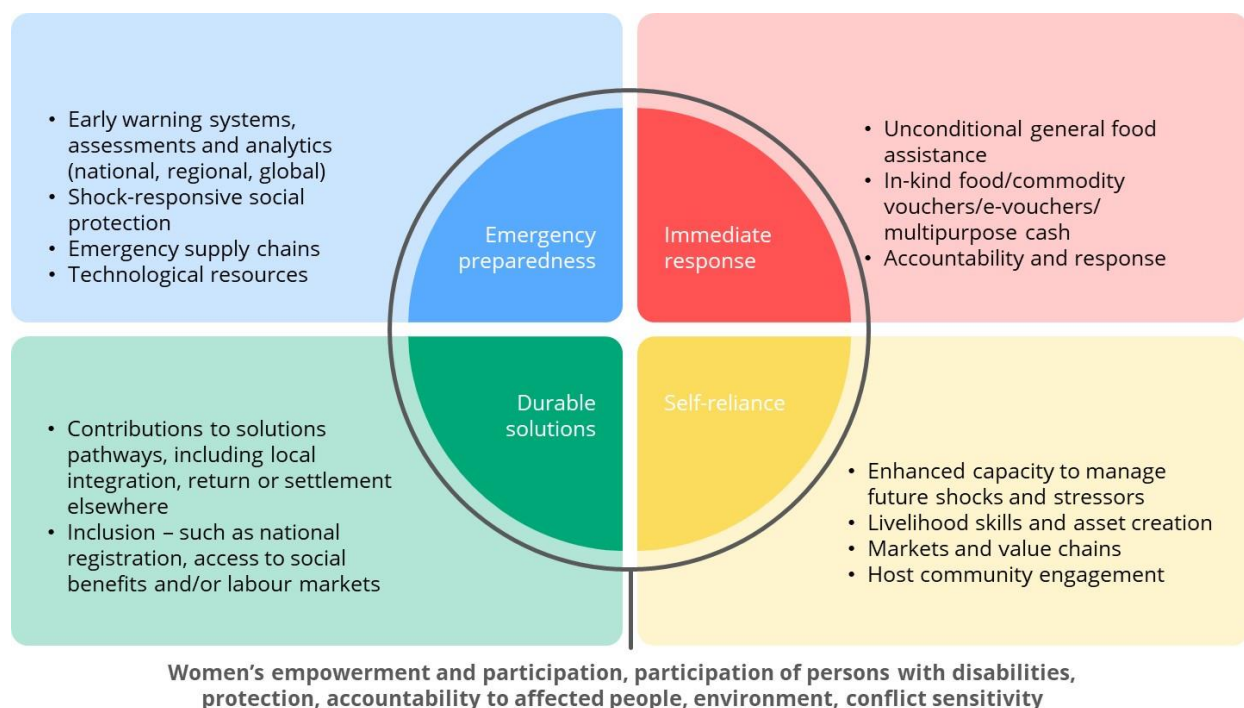 • Early warning systems,
assessments and analytics
(national, regional, global)
• Shock-responsive social
protection
• Emergency supply chains
• Technological resources
Emergency
preparedness
Immediate
response
• Unconditional general food
assistance
• In-kind food/commodity
vouchers/e-vouchers/
multipurpose cash
• Accountability and response
• Contributions to solutions
pathways, including local
integration, return or settlement
elsewhere
• Inclusion – such as national
registration, access to social
benefits and/or labour markets
Durable
solutions
Self-reliance
• Enhanced capacity to manage
future shocks and stressors
• Livelihood skills and asset creation
• Markets and value chains
• Host community engagement
Women’s empowerment and participation, participation of persons with disabilities,
protection, accountability to affected people, environment, conflict sensitivity